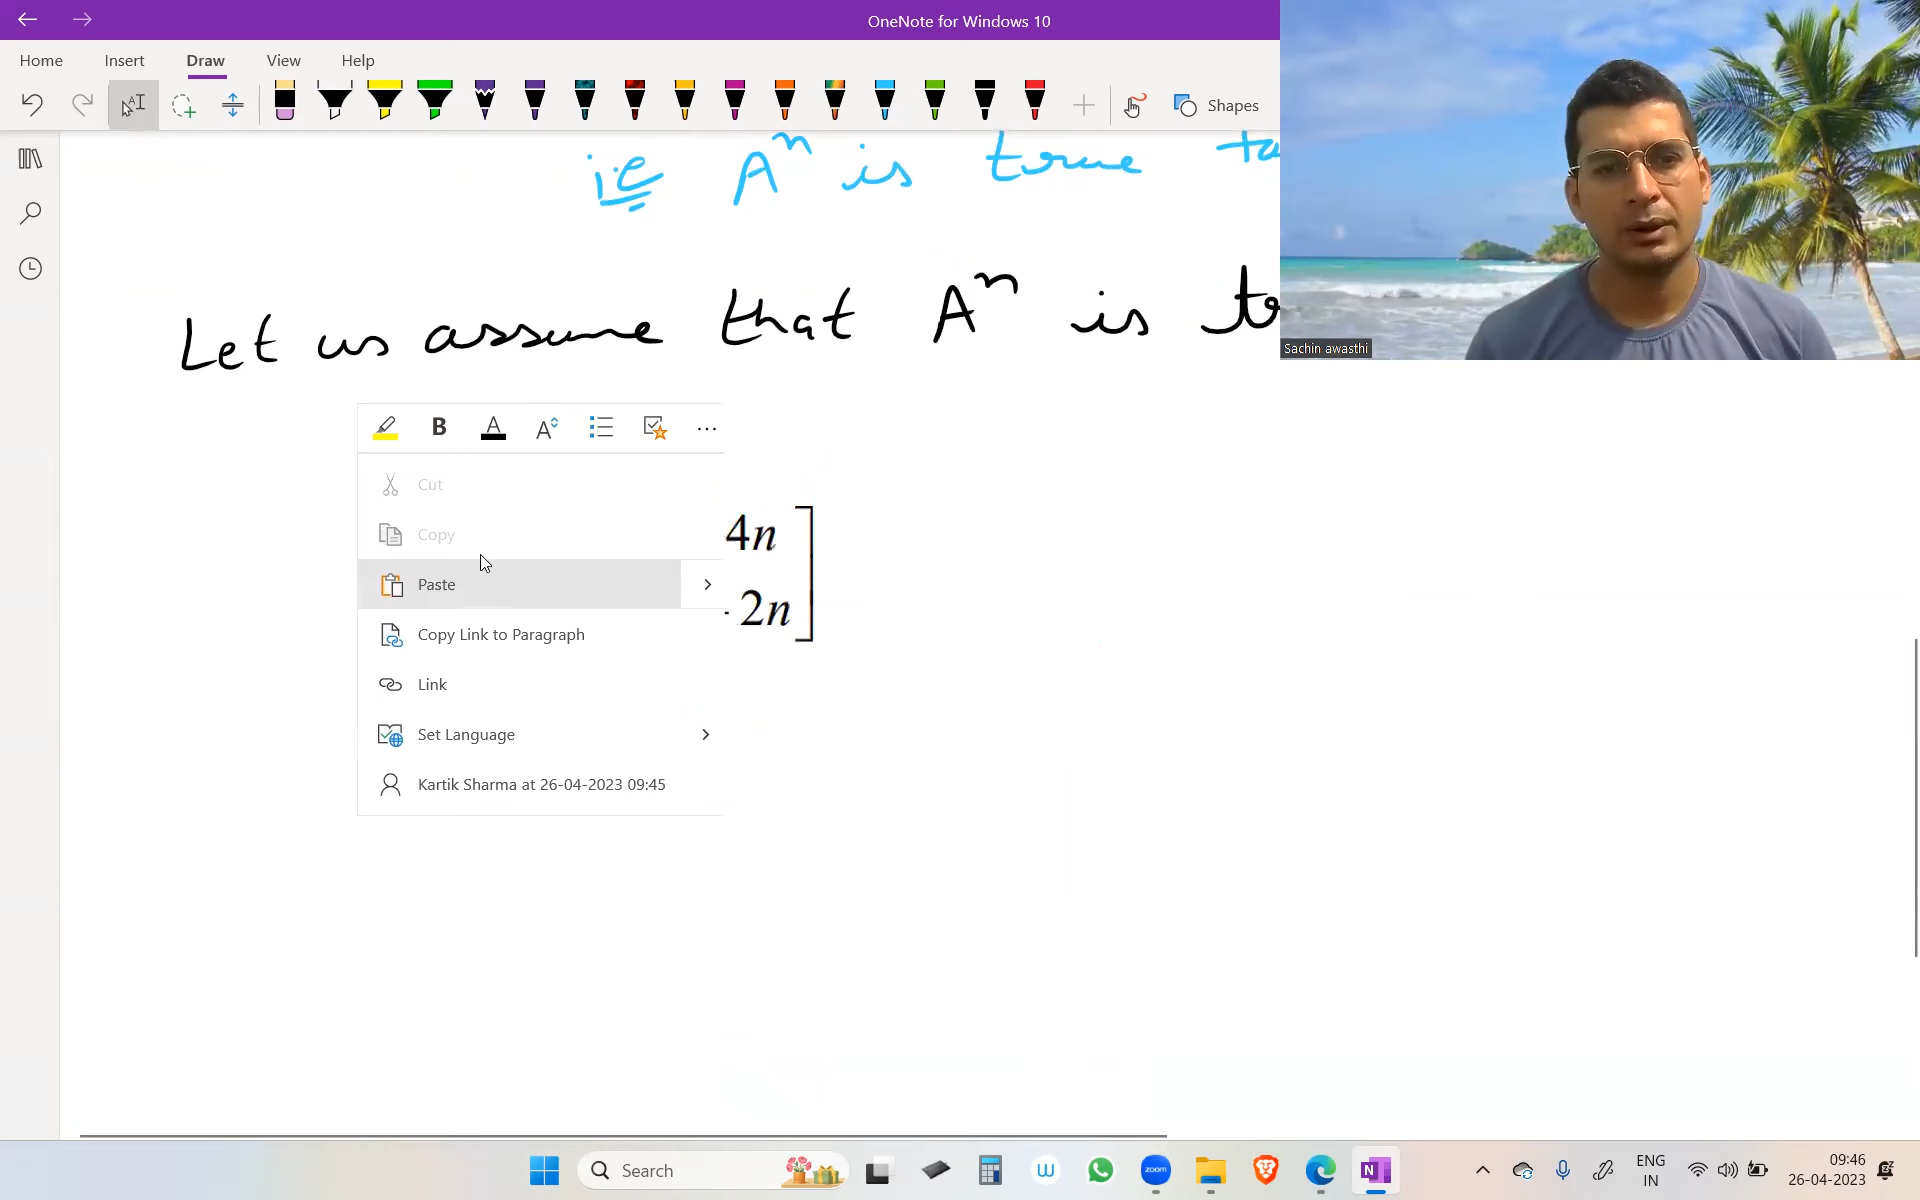 OneNote for Windows 10
Home Insert Draw View Help
Shapes
i.e A^n is true
Let us assume that A^n is
Sachin awasthi
B A A ...
Cut
Copy
Paste
Copy Link to Paragraph
Link
Set Language
Kartik Sharma at 26-04-2023 09:45
4n
- 2n
Search
W
zoom
N
ENG
IN
09:46
26-04-2023